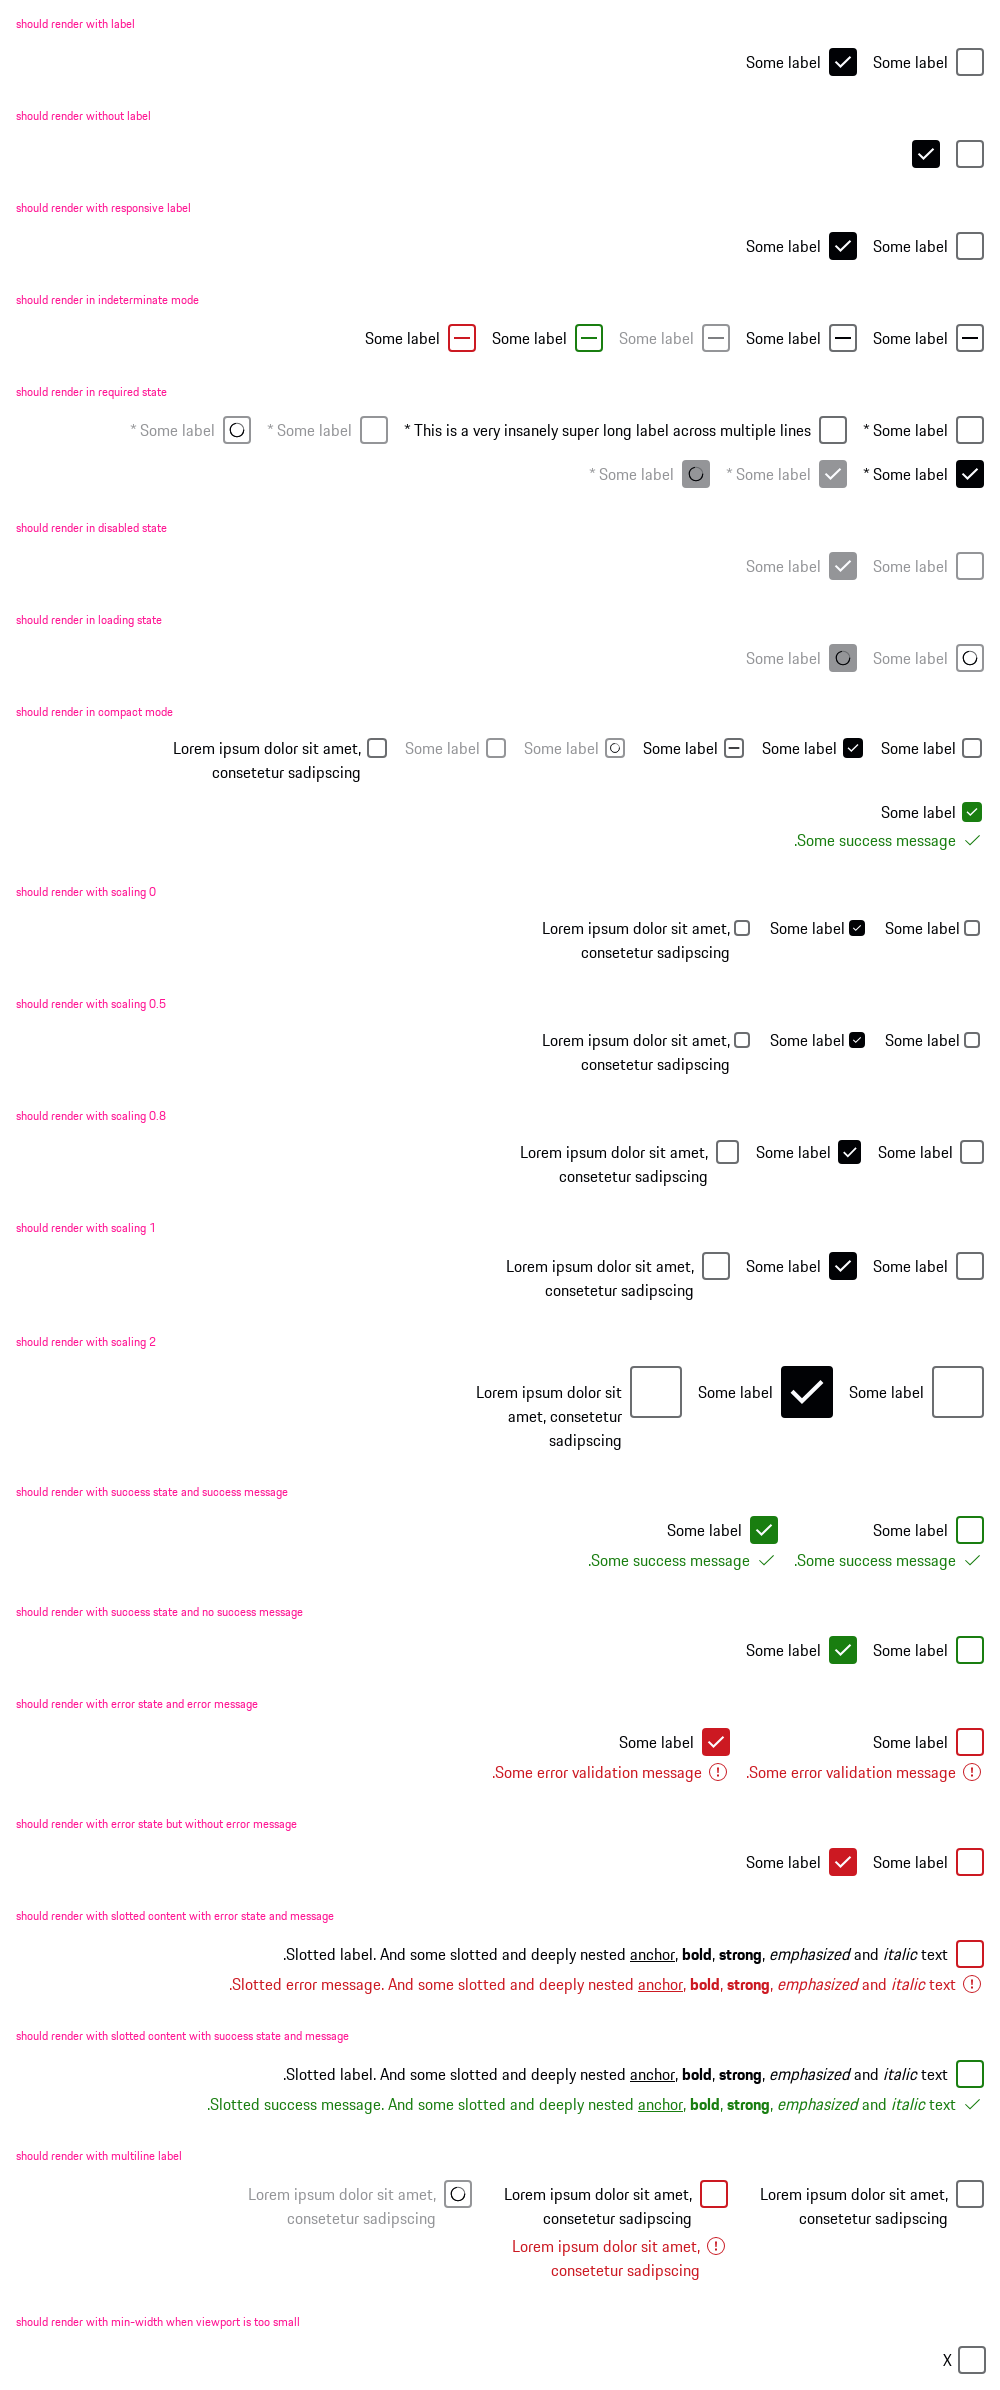 should render with label
Some label Some label
should render without label
should render with responsive label
Some label Some label
should render in indeterminate mode
Some label Some label Some label Some label Some label
should render in required state
* Some label * Some label * This is a very insanely super long label across multiple lines * Some label
* Some label * Some label * Some label
should render in disabled state
Some label Some label
should render in loading state
Some label Some label
should render in compact mode
Lorem ipsum dolor sit amet, Some label Some label Some label Some label Some label
consetetur sadipscing
Some label
.Some success message
should render with scaling 0
Lorem ipsum dolor sit amet, Some label Some label
consetetur sadipscing
should render with scaling 0.5
Lorem ipsum dolor sit amet, Some label Some label
consetetur sadipscing
should render with scaling 0.8
Lorem ipsum dolor sit amet, Some label Some label
consetetur sadipscing
should render with scaling 1
Lorem ipsum dolor sit amet, Some label Some label
consetetur sadipscing
should render with scaling 2
Lorem ipsum dolor sit Some label Some label
amet, consetetur
sadipscing
should render with success state and success message
Some label Some label
.Some success message .Some success message
should render with success state and no success message
Some label Some label
should render with error state and error message
Some label Some label
.Some error validation message .Some error validation message
should render with error state but without error message
Some label Some label
should render with slotted content with error state and message
.Slotted label. And some slotted and deeply nested anchor, bold, strong, emphasized and italic text
.Slotted error message. And some slotted and deeply nested anchor, bold, strong, emphasized and italic text
should render with slotted content with success state and message
.Slotted label. And some slotted and deeply nested anchor, bold, strong, emphasized and italic text
.Slotted success message. And some slotted and deeply nested anchor, bold, strong, emphasized and italic text
should render with multiline label
Lorem ipsum dolor sit amet, Lorem ipsum dolor sit amet, Lorem ipsum dolor sit amet,
consetetur sadipscing consetetur sadipscing consetetur sadipscing
Lorem ipsum dolor sit amet,
consetetur sadipscing
should render with min-width when viewport is too small
X